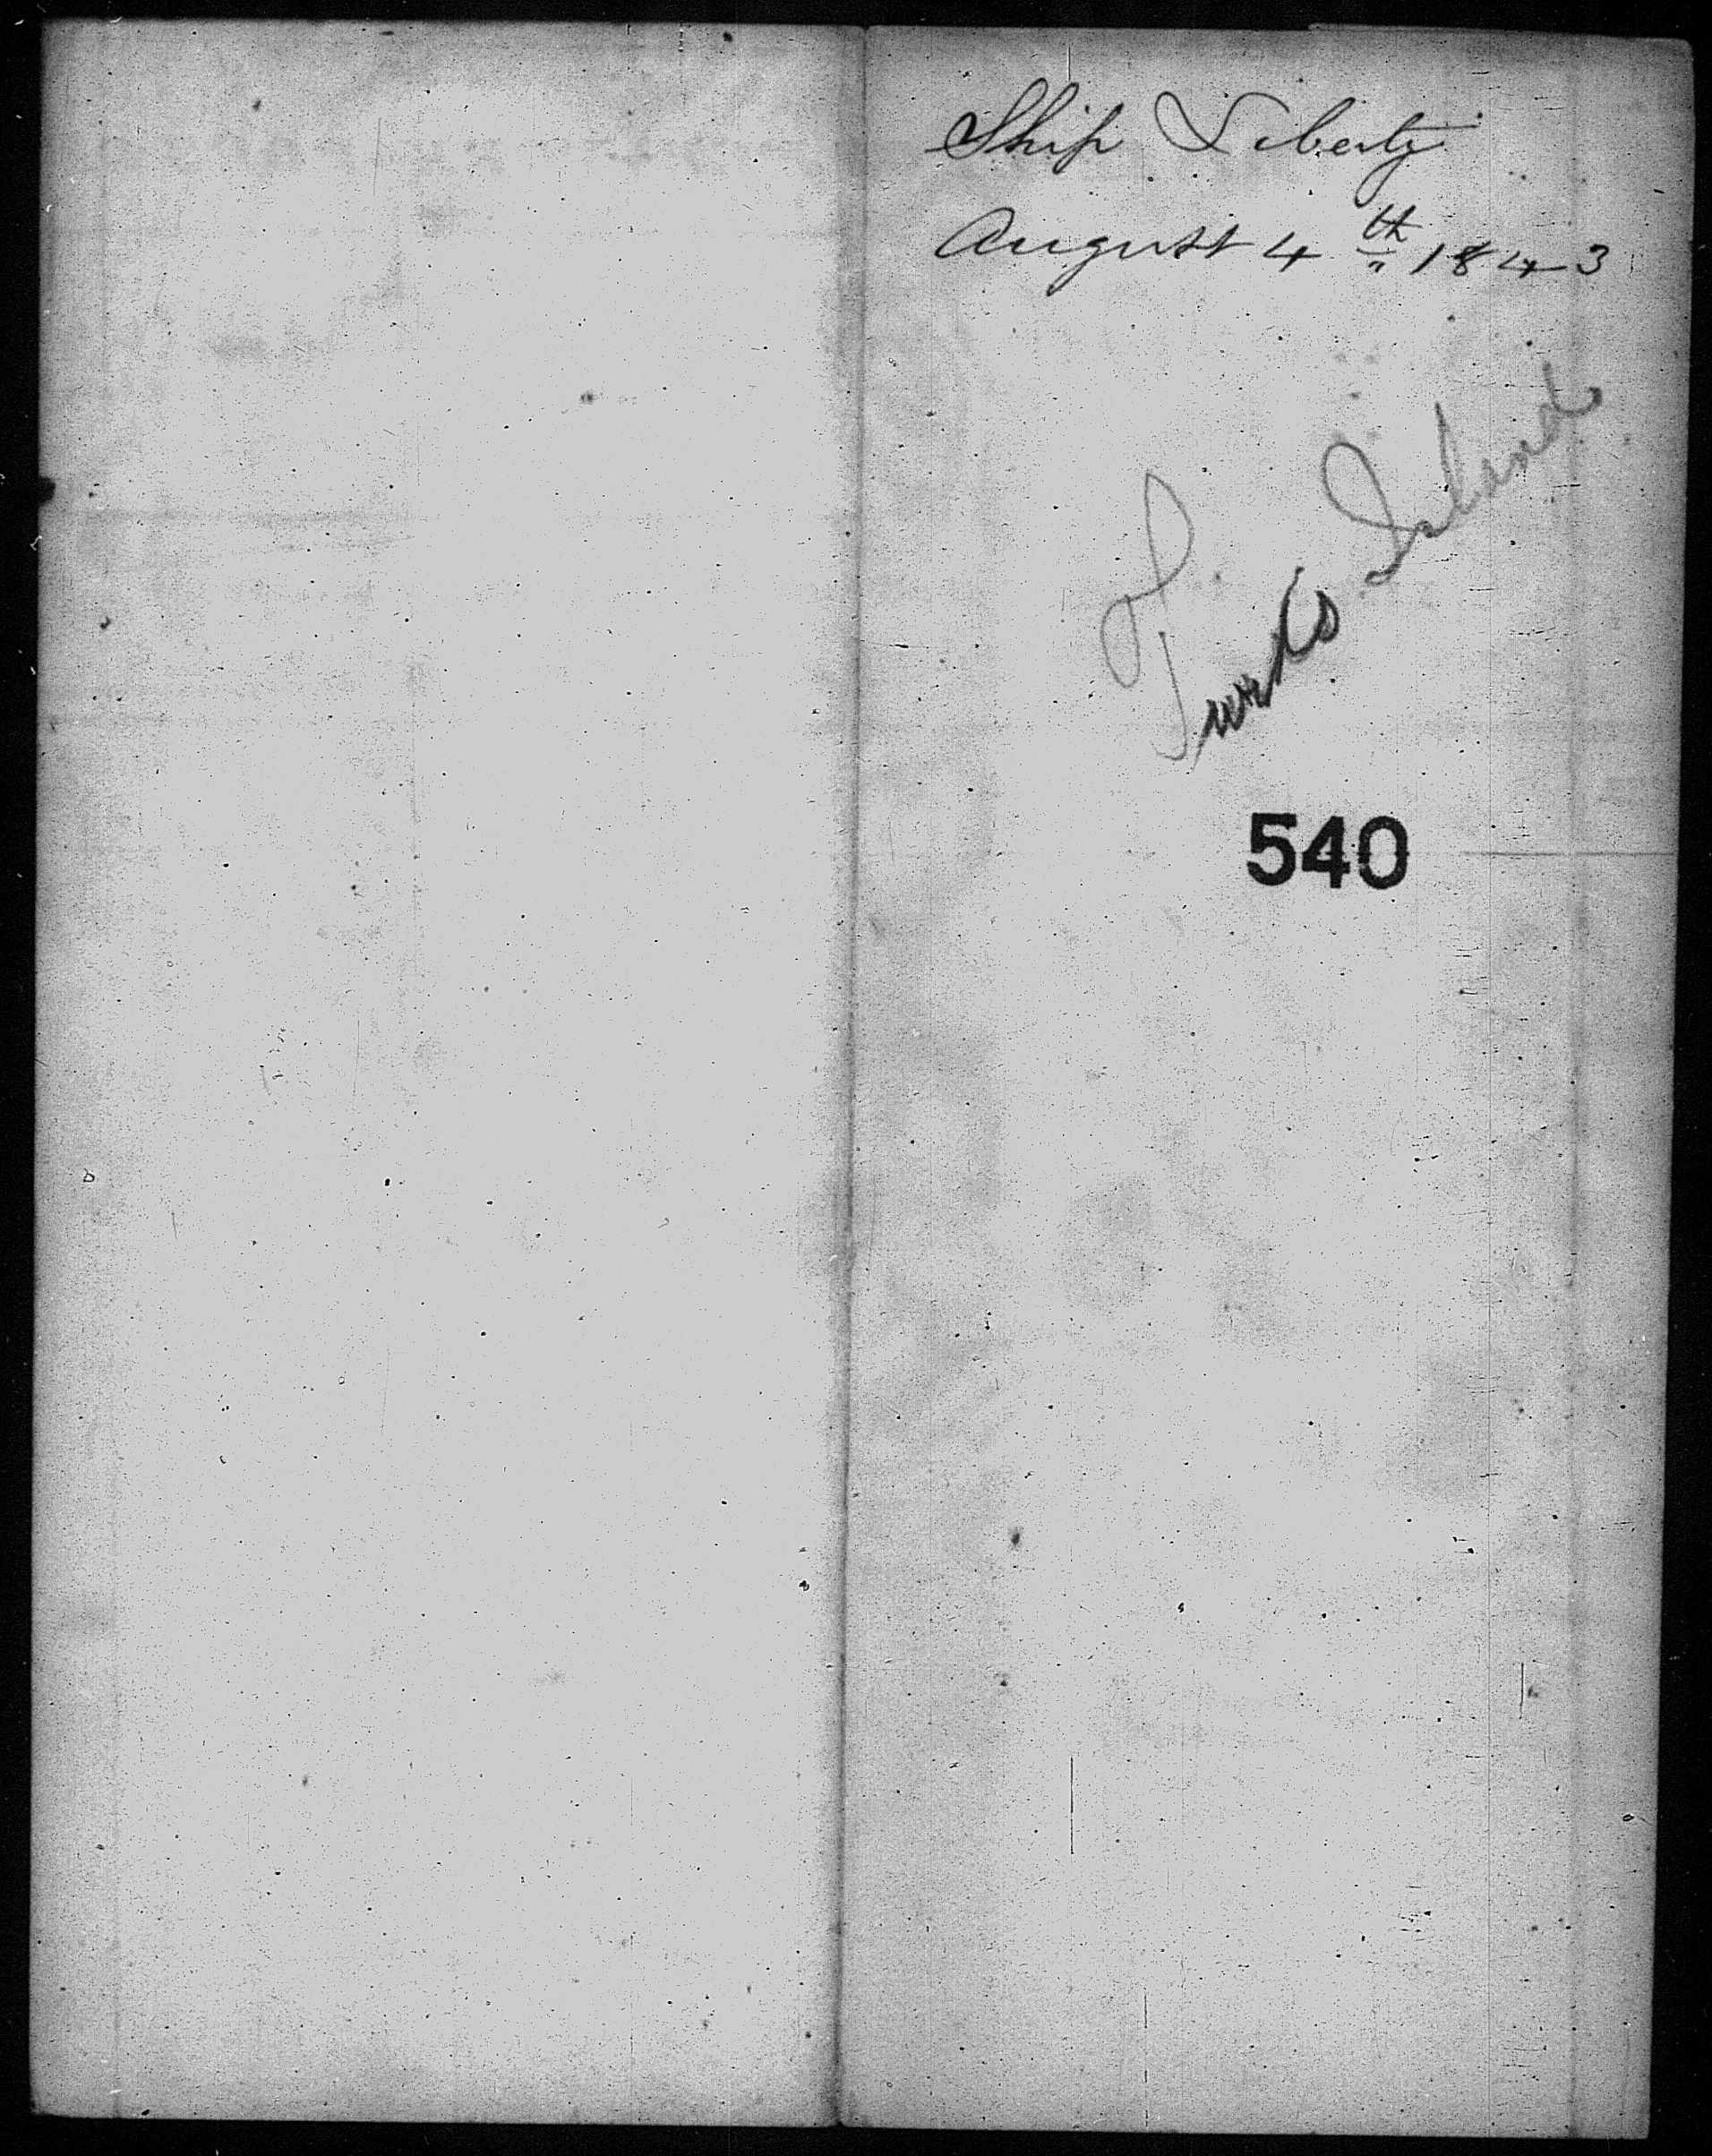 Ship Liberty
August 4th 1843
Turks Island
540